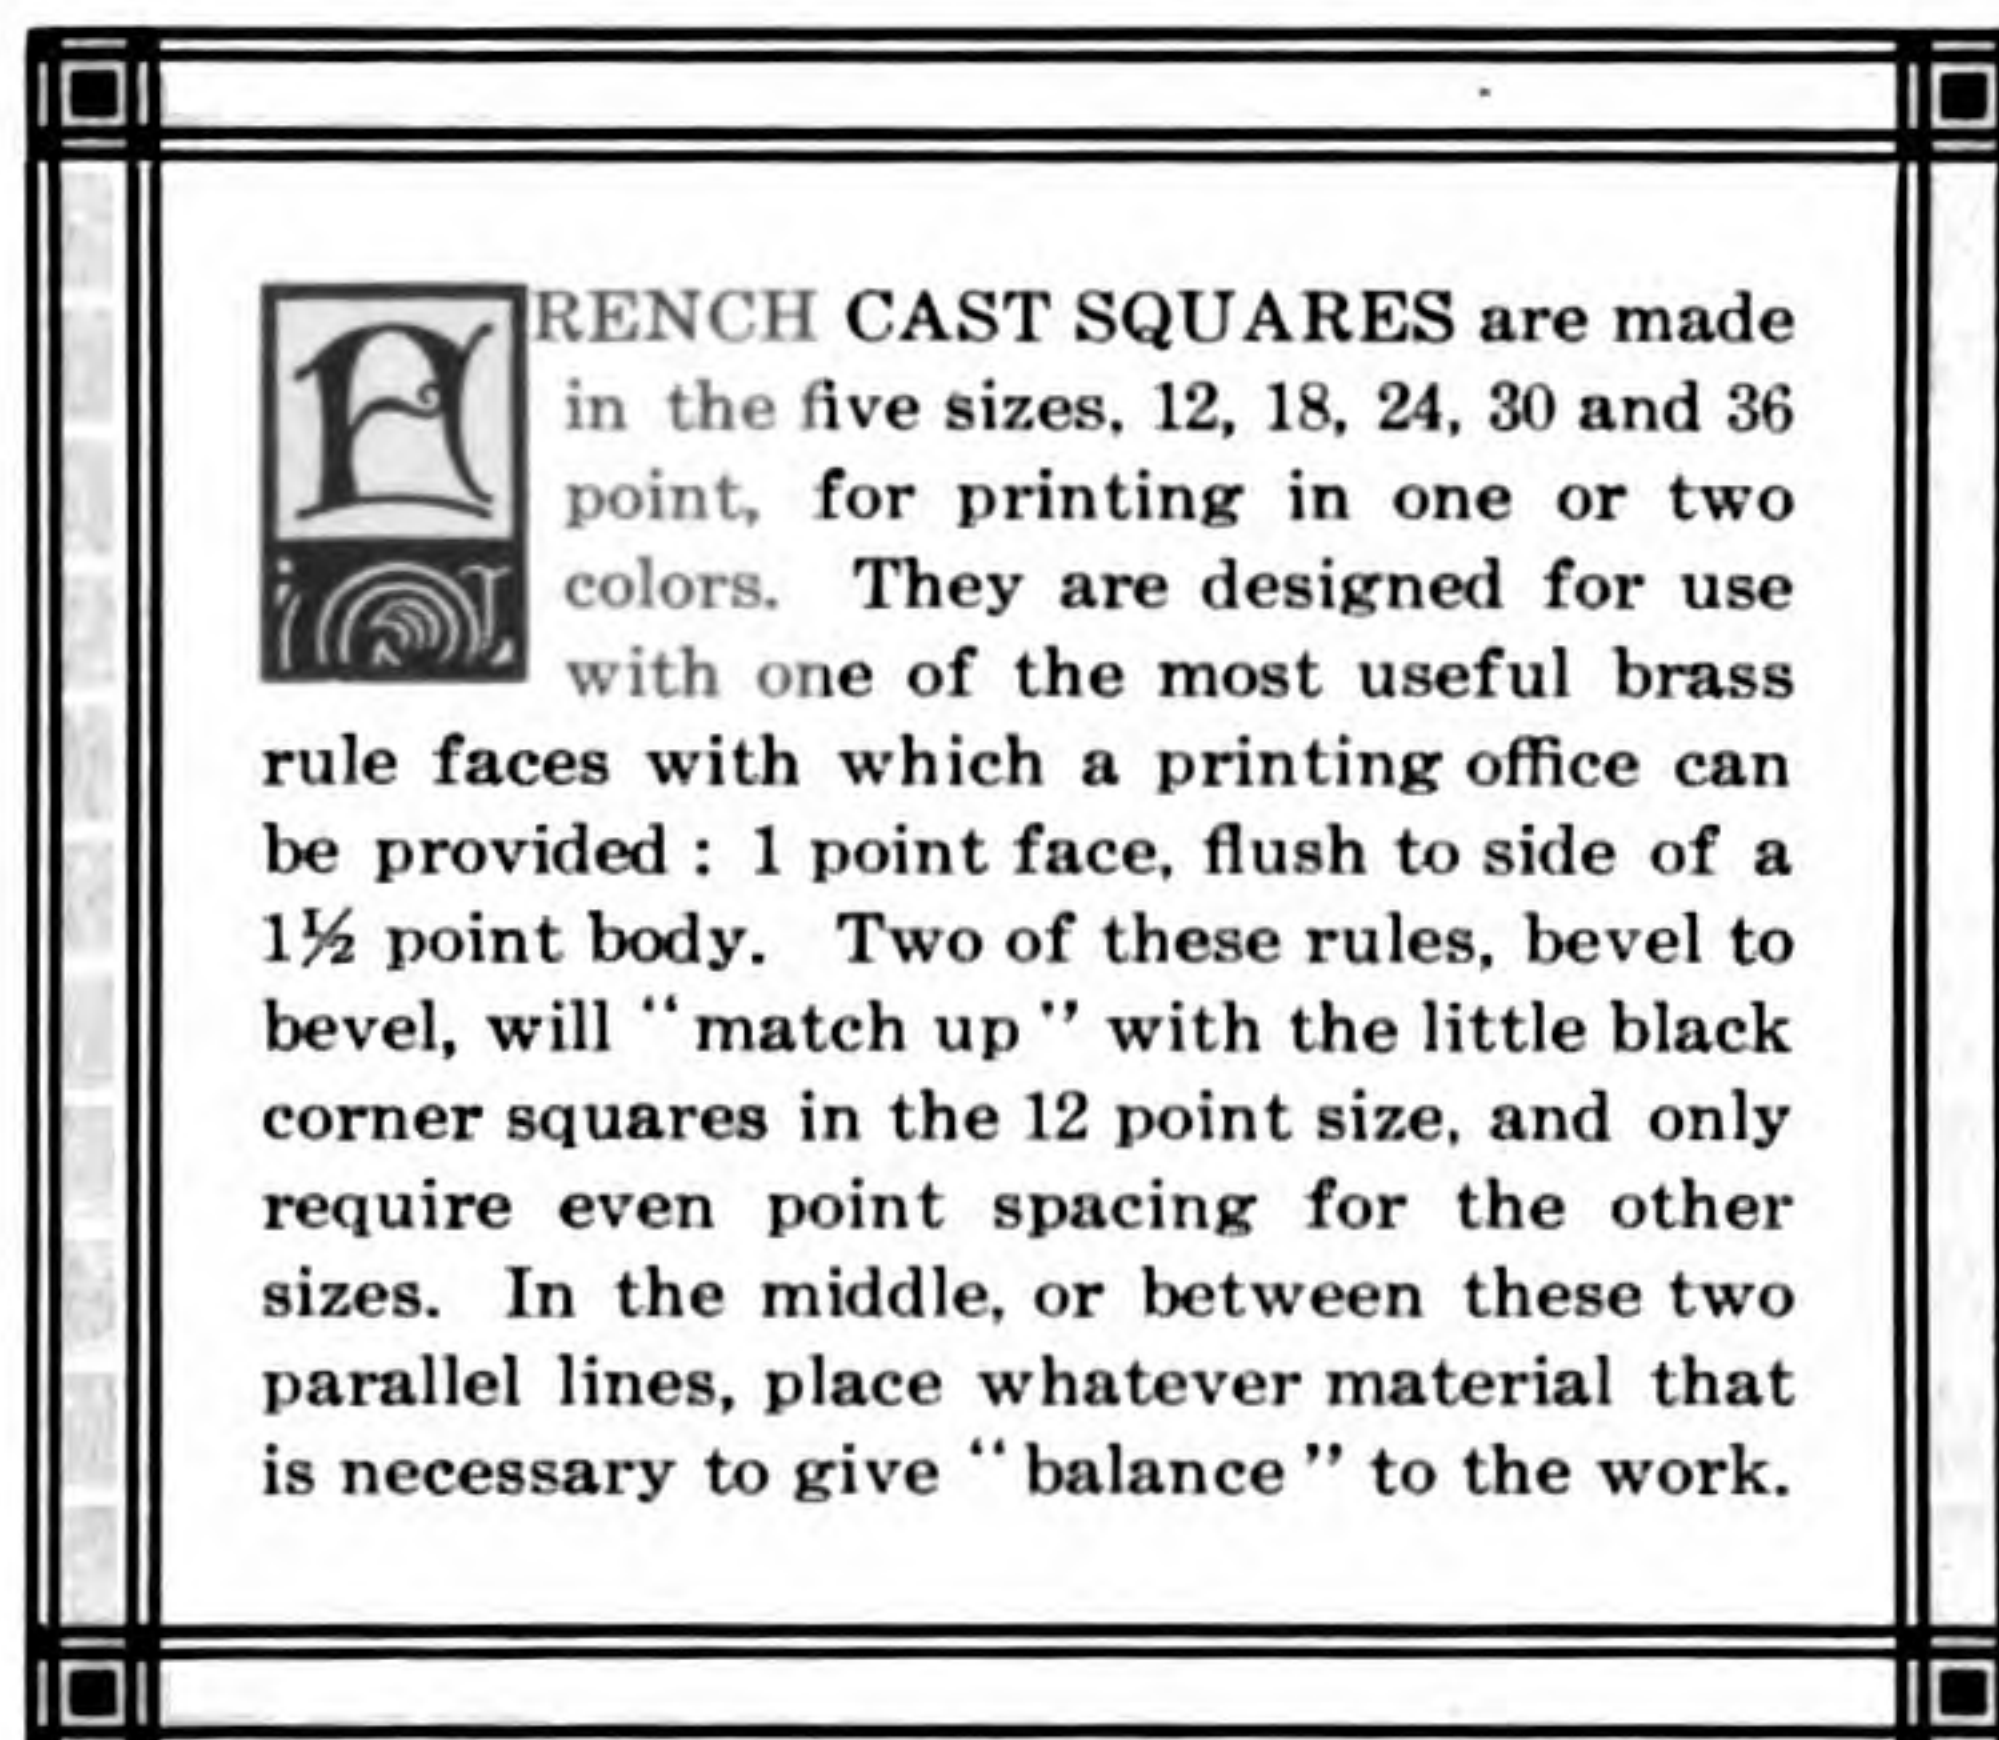 FRENCH CAST SQUARES are made
in the five sizes, 12, 18, 24, 30 and 36
point, for printing in one or two
colors. They are designed for use
with one of the most useful brass
rule faces with which a printing office can
be provided : 1 point face, flush to side of a
1½ point body. Two of these rules, bevel to
bevel, will “match up” with the little black
corner squares in the 12 point size, and only
require even point spacing for the other
sizes. In the middle, or between these two
parallel lines, place whatever material that
is necessary to give “balance” to the work.